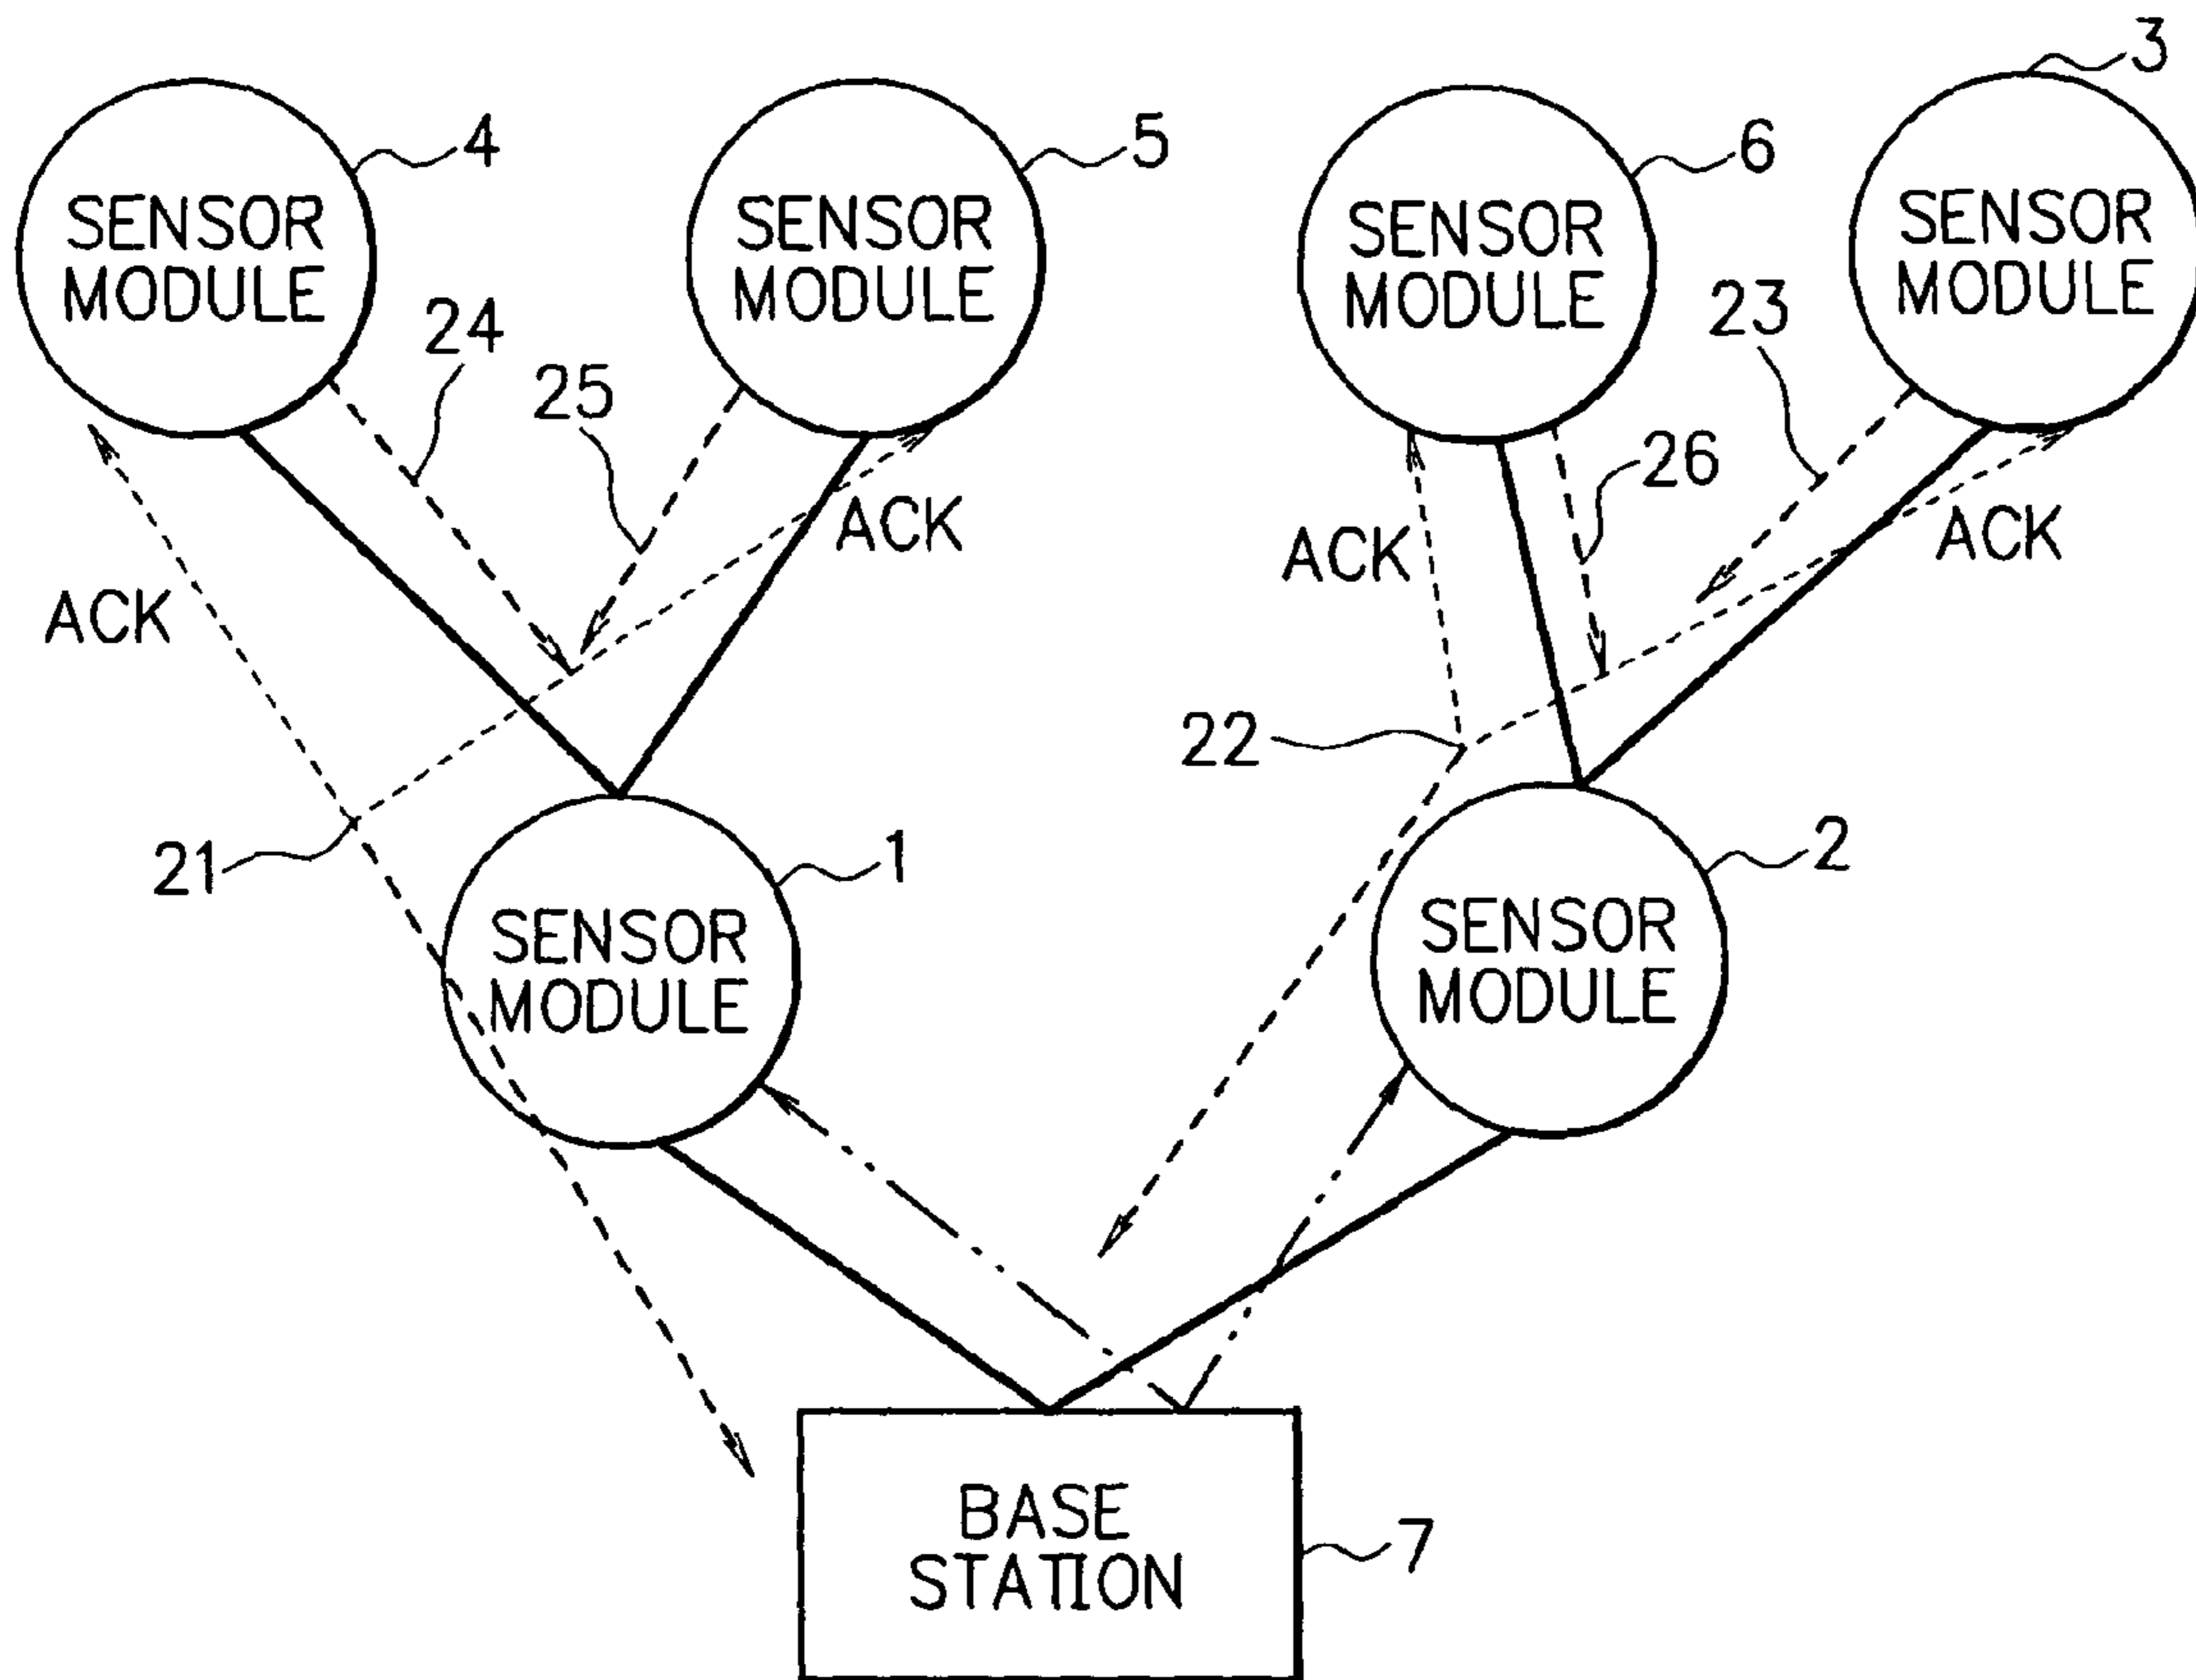 3
4
5
6
SENSOR
MODULE
SENSOR
MODULE
SENSOR
MODULE
SENSOR
MODULE
24
25
23
26
ACK
ACK
ACK
ACK
22
21
1
2
SENSOR
MODULE
SENSOR
MODULE
BASE
STATION
7